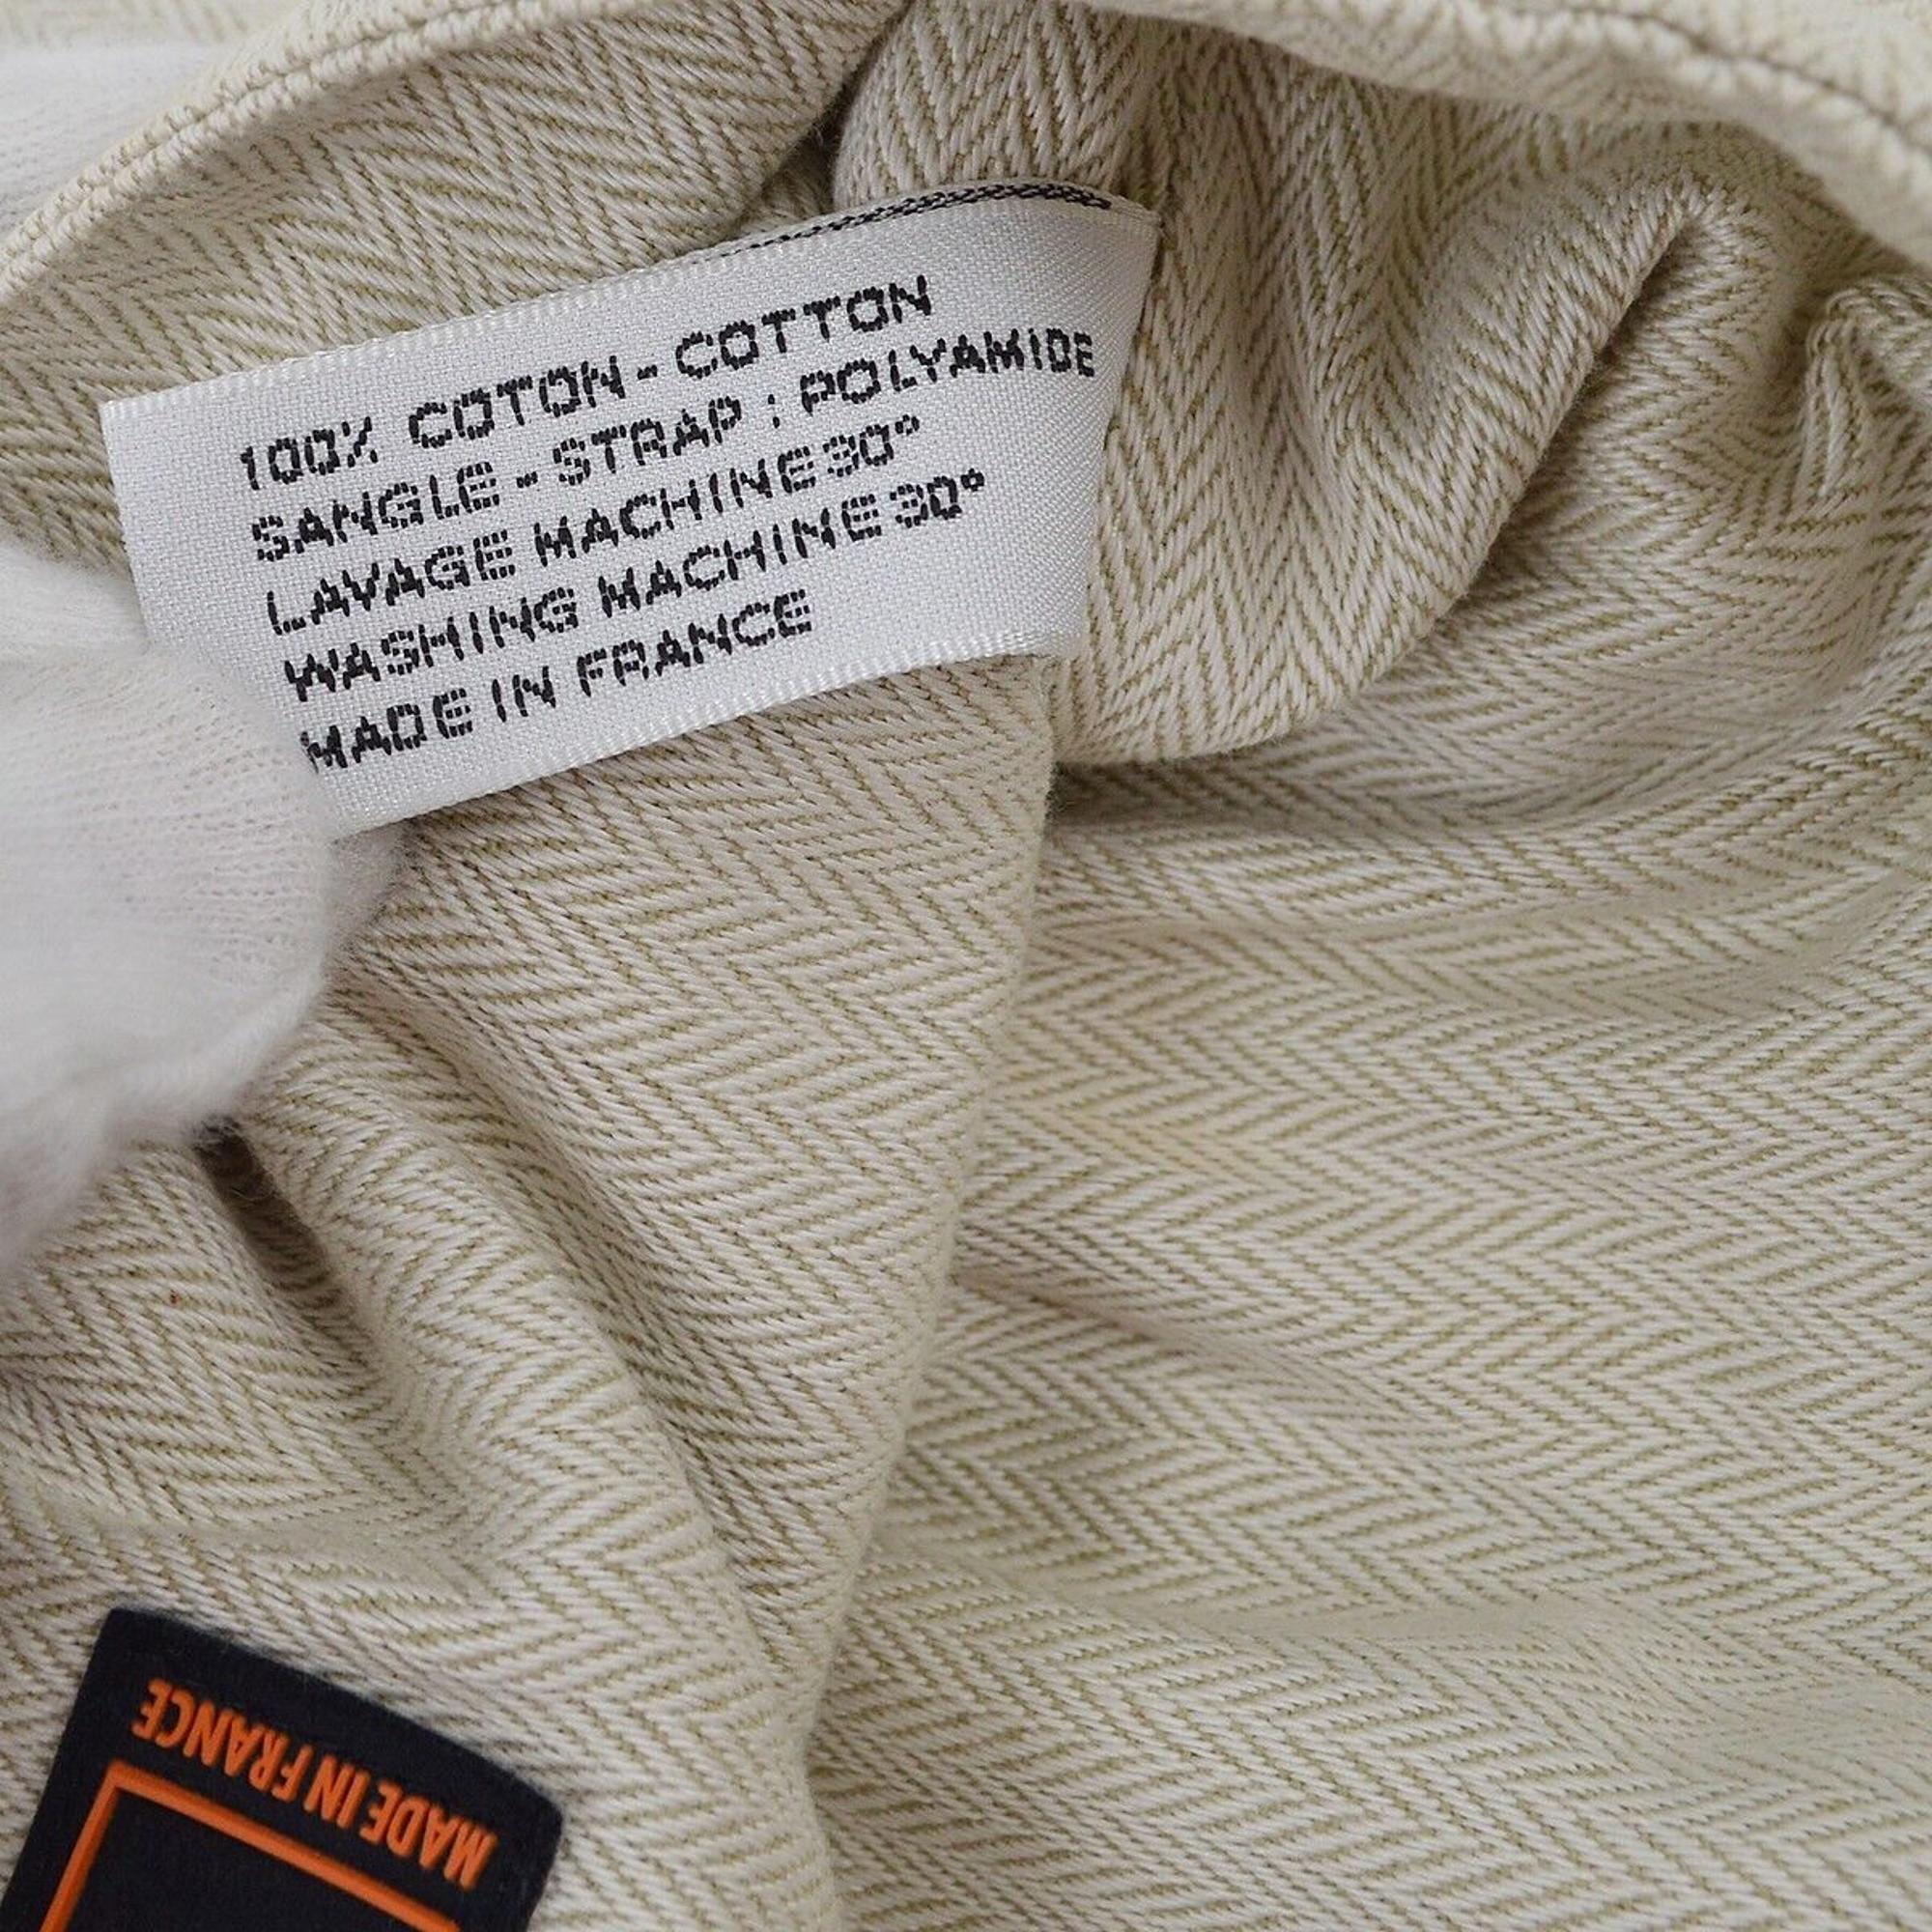 100% COTON - COTTON
SANGLE - STRAP : POLYAMIDE
LAVAGE MACHINE 30°
WASHING MACHINE 30°
MADE IN FRANCE
MADE IN FRANCE